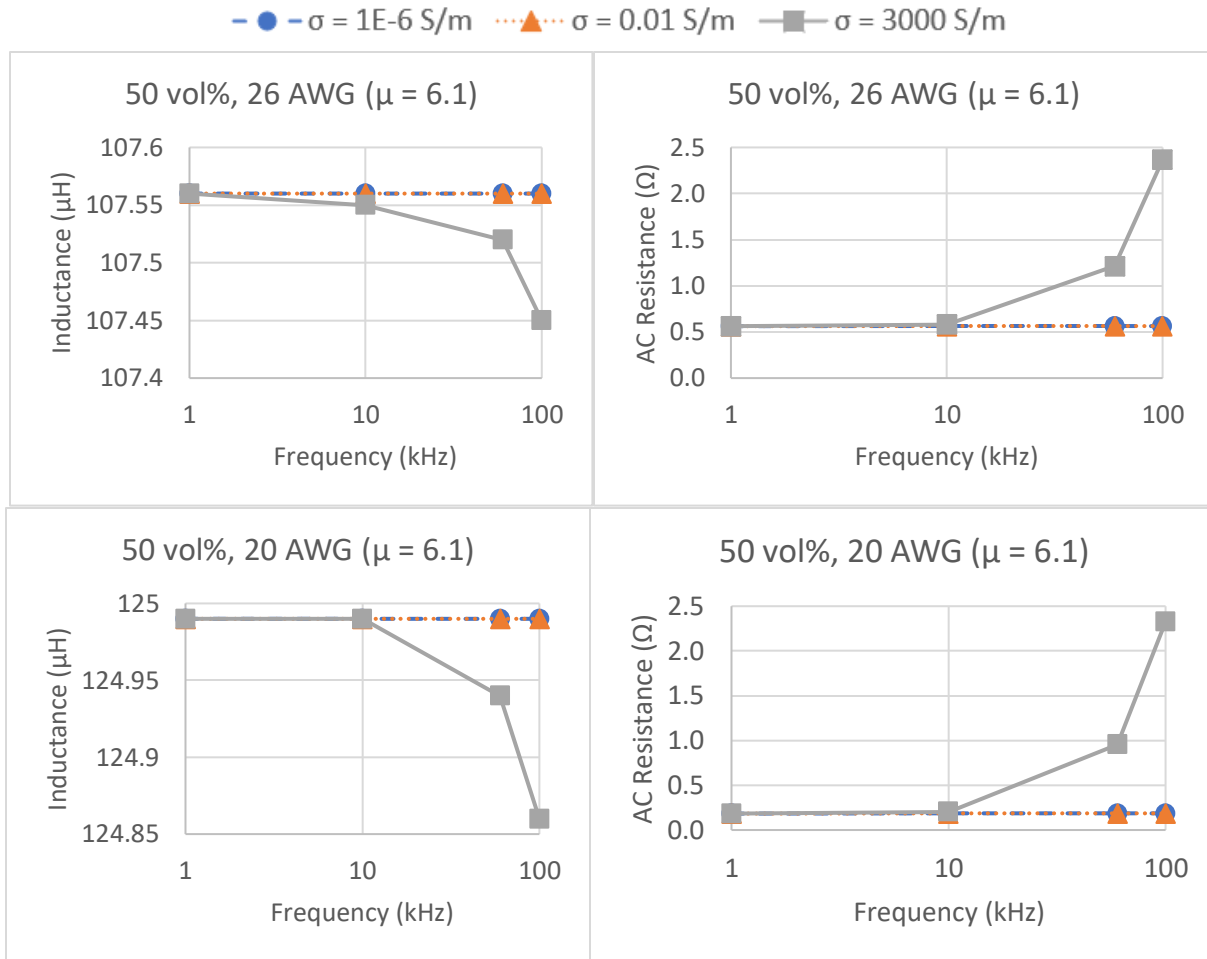 σ = 1E-6 S/m σ = 0.01 S/m σ = 3000 S/m
50 vol%, 26 AWG (μ = 6.1)
107.6
107.55
107.5
107.45
107.4
Inductance (μH)
1 10 100
Frequency (kHz)
50 vol%, 26 AWG (μ = 6.1)
2.5
2.0
1.5
1.0
0.5
0.0
AC Resistance (Ω)
1 10 100
Frequency (kHz)
50 vol%, 20 AWG (μ = 6.1)
125
124.95
124.9
124.85
Inductance (μH)
1 10 100
Frequency (kHz)
50 vol%, 20 AWG (μ = 6.1)
2.5
2.0
1.5
1.0
0.5
0.0
AC Resistance (Ω)
1 10 100
Frequency (kHz)